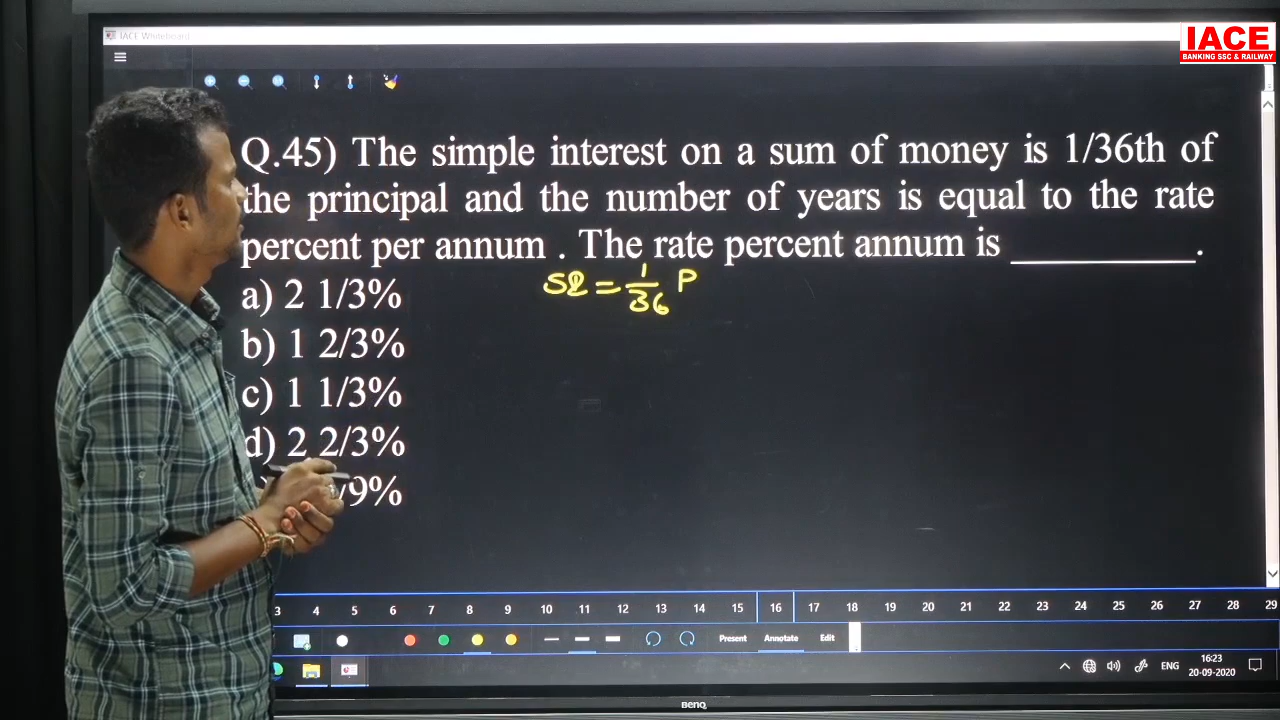 IACE Whiteboard
IACE
BANKING SSC & RAILWAY
Q.45) The simple interest on a sum of money is 1/36th of
the principal and the number of years is equal to the rate
percent per annum . The rate percent annum is __________.
SI = 1/36 P
a) 2 1/3%
b) 1 2/3%
c) 1 1/3%
d) 2 2/3%
/9%
3 4 5 6 7 8 9 10 11 12 13 14 15 16 17 18 19 20 21 22 23 24 25 26 27 28 29
Present Annotate Edit
ENG
16:23
20-09-2020
BenQ